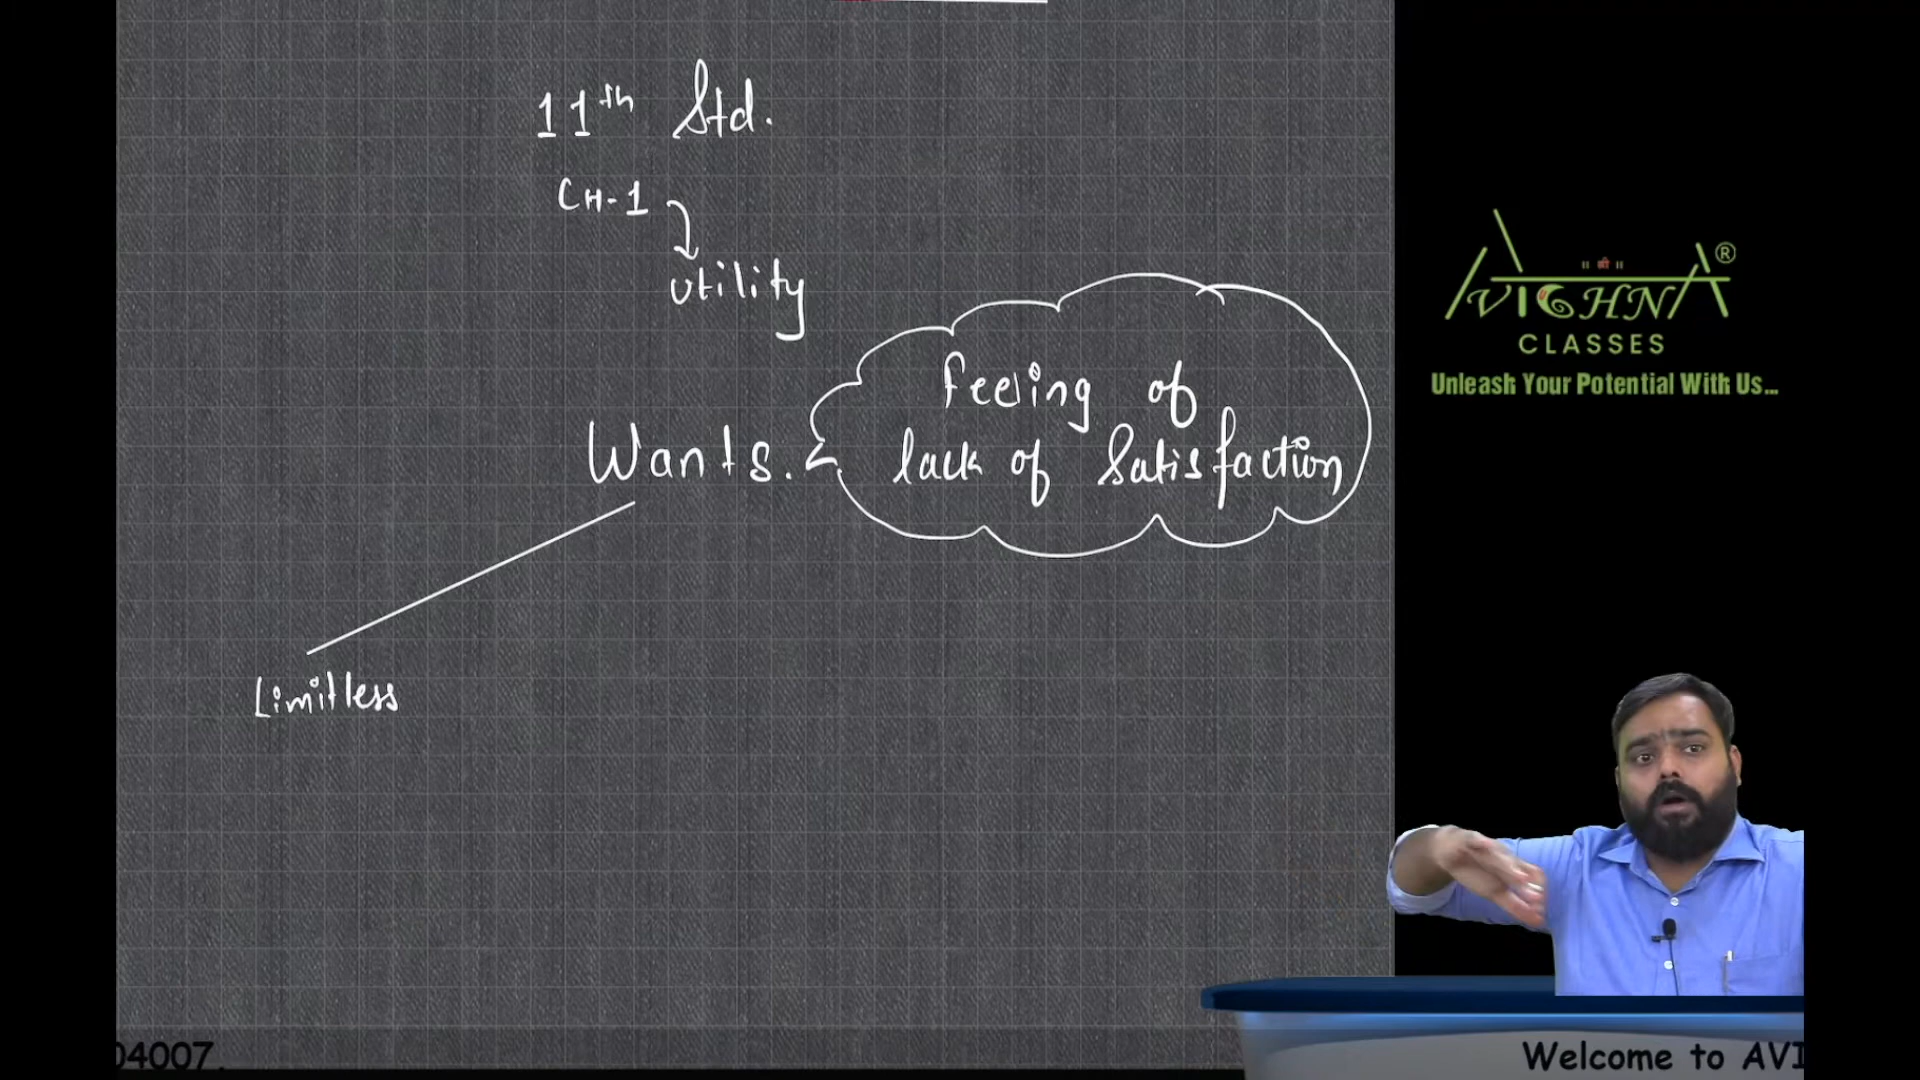 11th Std.
CH-1
utility
Feeling of
Wants. lack of Satisfaction
Limitless
॥ श्री ॥
AVIGHNA ®
CLASSES
Unleash Your Potential With Us...
04007.
Welcome to AVI